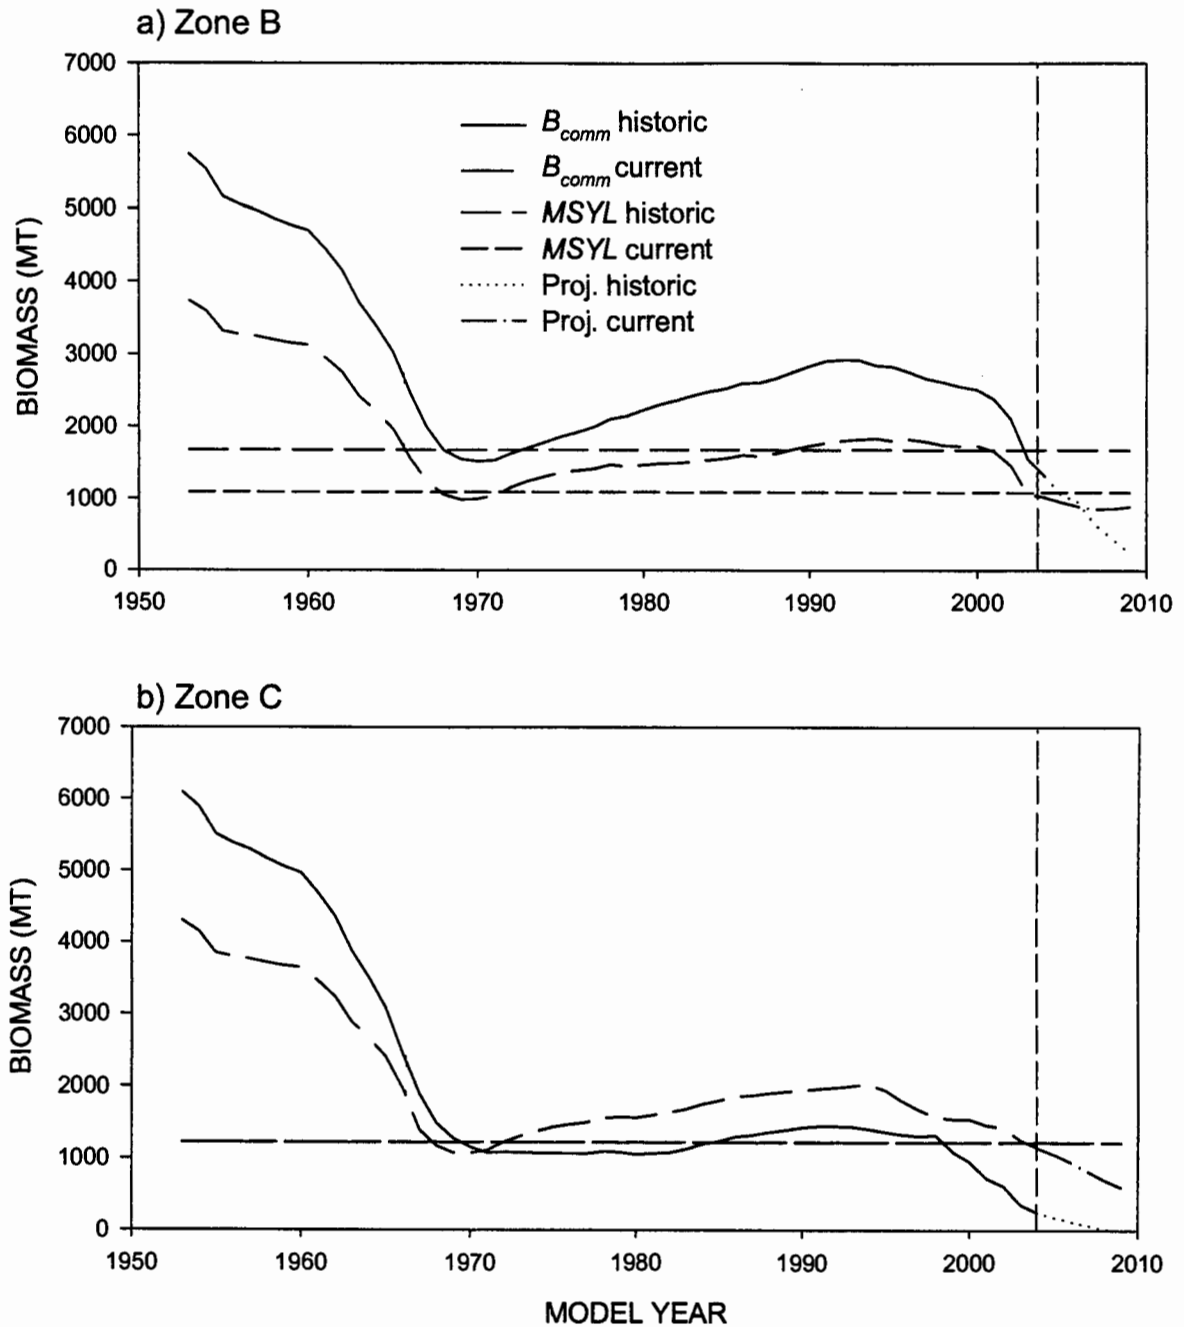 a) Zone B
7000
6000
5000
4000
3000
2000
1000
0
BIOMASS (MT)
B_comm historic
B_comm current
MSYL historic
MSYL current
Proj. historic
Proj. current
1950 1960 1970 1980 1990 2000 2010
b) Zone C
7000
6000
5000
4000
3000
2000
1000
0
BIOMASS (MT)
1950 1960 1970 1980 1990 2000 2010
MODEL YEAR